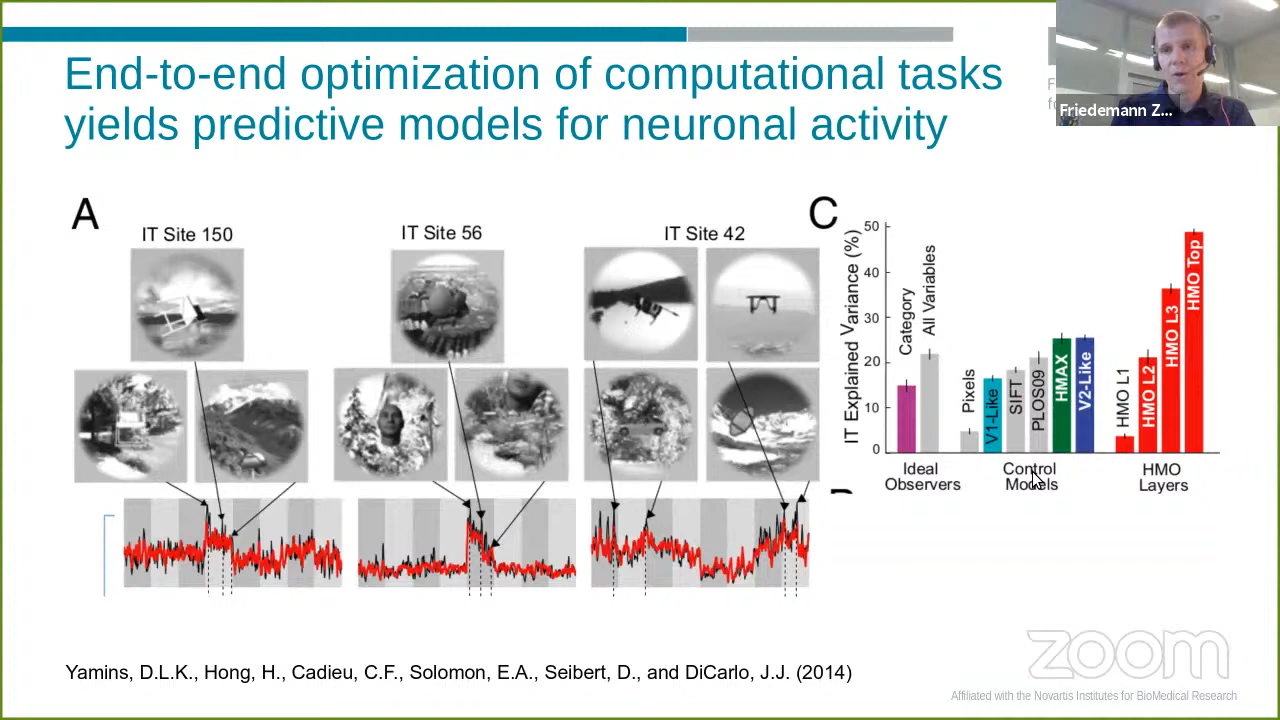 End-to-end optimization of computational tasks
yields predictive models for neuronal activity
Friedemann Z...
A
IT Site 150
IT Site 56
IT Site 42
C
IT Explained Variance (%)
50
40
30
20
10
0
Category
All Variables
Pixels
V1-Like
SIFT
PLOS09
HMAX
V2-Like
HMO L1
HMO L2
HMO L3
HMO Top
Ideal
Observers
Control
Models
HMO
Layers
Yamins, D.L.K., Hong, H., Cadieu, C.F., Solomon, E.A., Seibert, D., and DiCarlo, J.J. (2014)
zoom
Affiliated with the Novartis Institutes for BioMedical Research